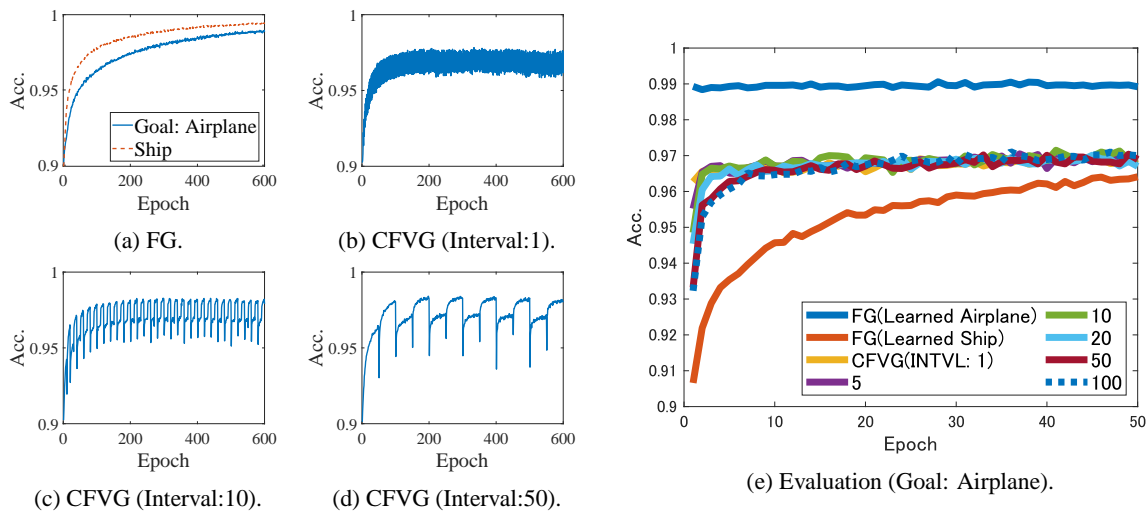 1
0.95
0.9
Acc.
Goal: Airplane
Ship
0
200
400
600
Epoch
(a) FG.
1
0.95
0.9
Acc.
0
200
400
600
Epoch
(b) CFVG (Interval:1).
1
0.95
0.9
Acc.
0
200
400
600
Epoch
(c) CFVG (Interval:10).
1
0.95
0.9
Acc.
0
200
400
600
Epoch
(d) CFVG (Interval:50).
0.99
0.98
0.97
0.96
0.95
0.94
0.93
0.92
0.91
0.9
Acc.
FG(Learned Airplane)
FG(Learned Ship)
CFVG(INTVL: 1)
5
10
20
50
100
0
10
20
30
40
50
Epoch
(e) Evaluation (Goal: Airplane).